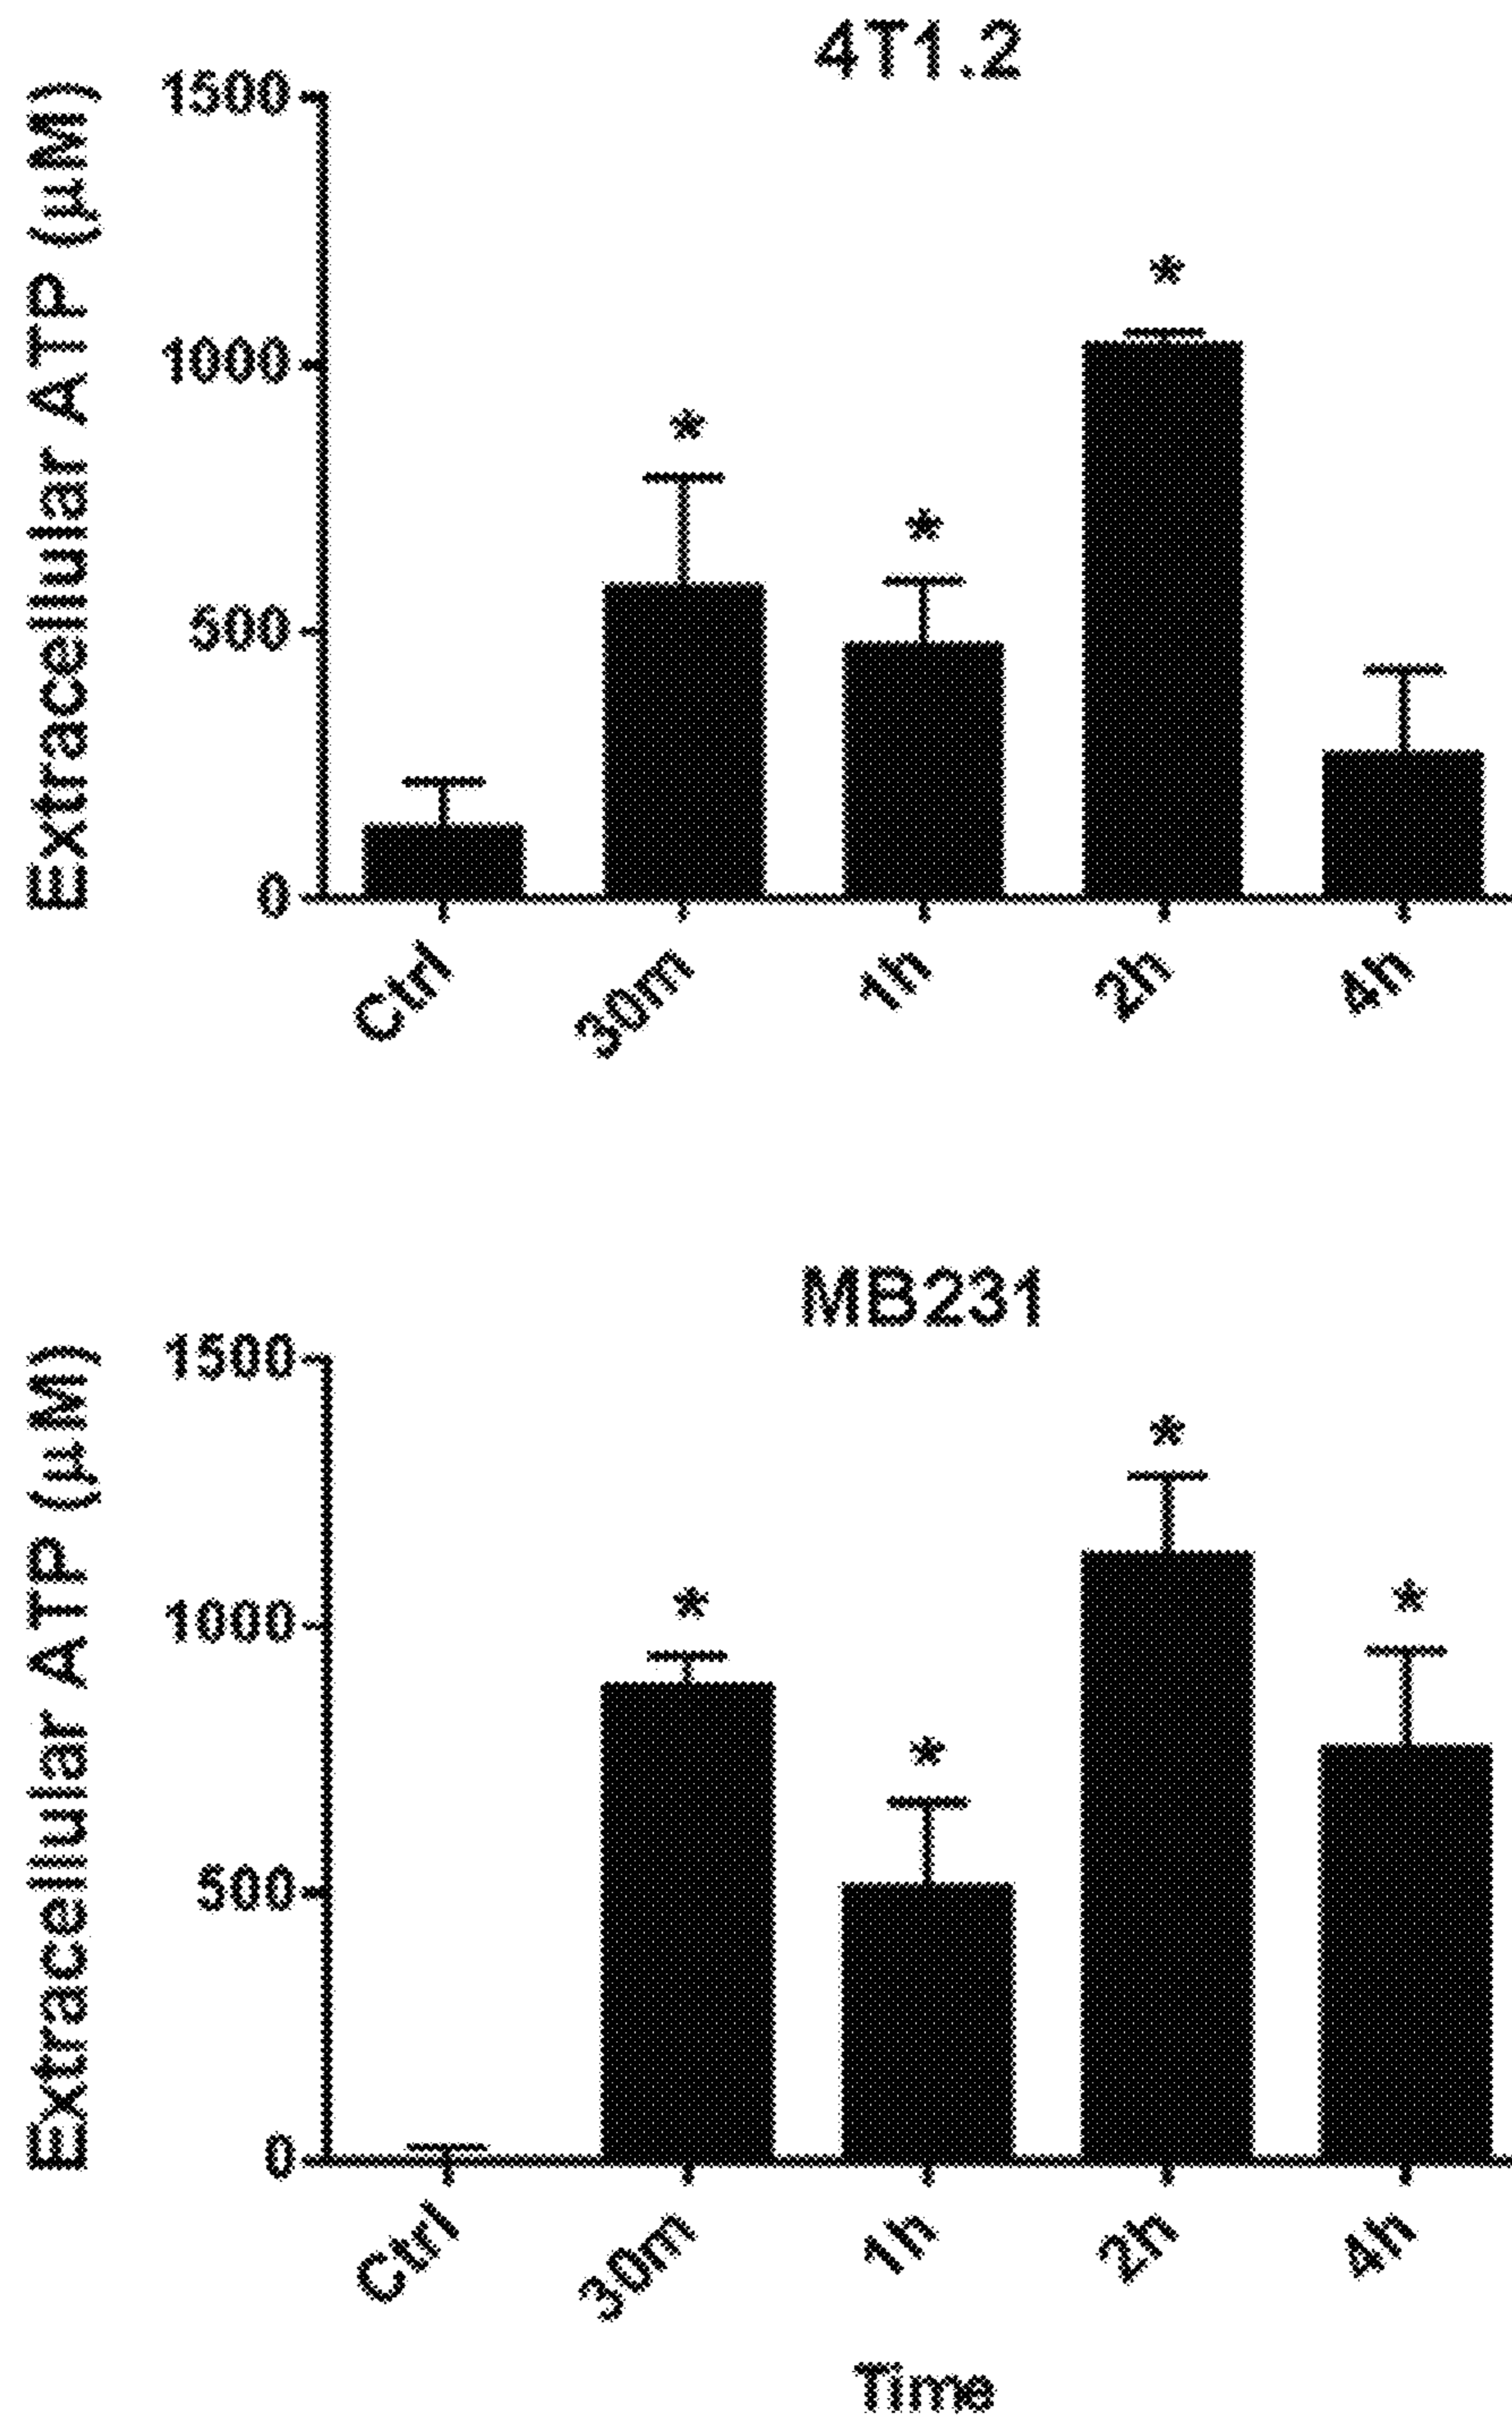 4T1.2
Extracellular ATP (µM)
1500
1000
500
0
*
*
*
Ctrl
30m
1h
2h
4h
MB231
Extracellular ATP (µM)
1500
1000
500
0
*
*
*
*
Ctrl
30m
1h
2h
4h
Time